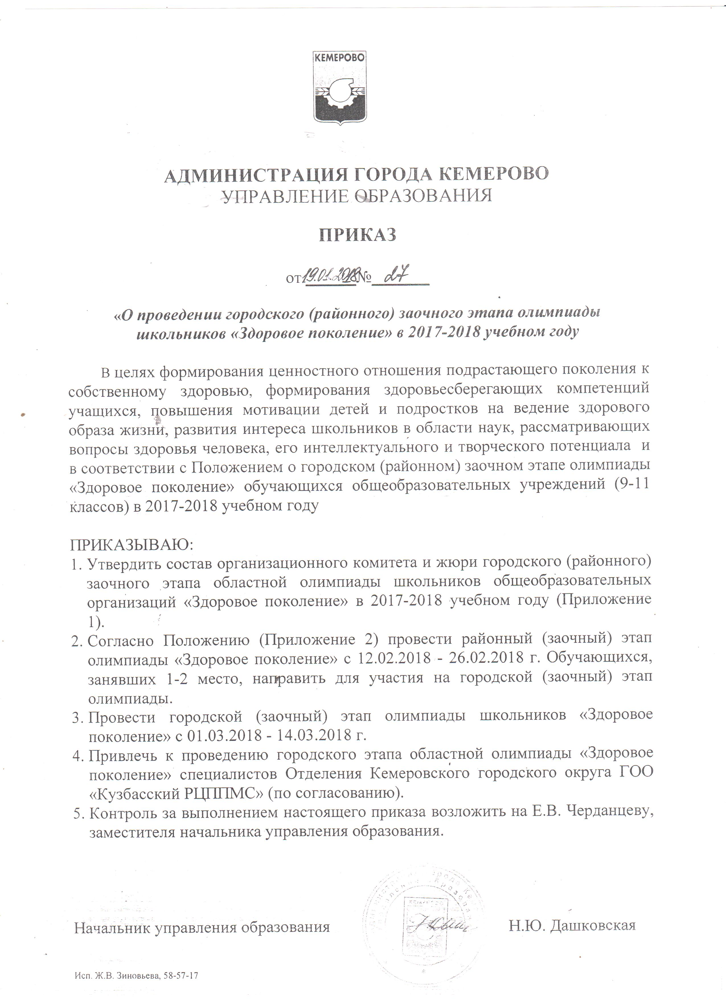 КЕМЕРОВО
АДМИНИСТРАЦИЯ ГОРОДА КЕМЕРОВО
УПРАВЛЕНИЕ ОБРАЗОВАНИЯ
ПРИКАЗ
от 19.01.2018 № 27
«О проведении городского (районного) заочного этапа олимпиады
школьников «Здоровое поколение» в 2017-2018 учебном году
В целях формирования ценностного отношения подрастающего поколения к
собственному здоровью, формирования здоровьесберегающих компетенций
учащихся, повышения мотивации детей и подростков на ведение здорового
образа жизни, развития интереса школьников в области наук, рассматривающих
вопросы здоровья человека, его интеллектуального и творческого потенциала и
в соответствии с Положением о городском (районном) заочном этапе олимпиады
«Здоровое поколение» обучающихся общеобразовательных учреждений (9-11
классов) в 2017-2018 учебном году
ПРИКАЗЫВАЮ:
1. Утвердить состав организационного комитета и жюри городского (районного)
заочного этапа областной олимпиады школьников общеобразовательных
организаций «Здоровое поколение» в 2017-2018 учебном году (Приложение
1).
2. Согласно Положению (Приложение 2) провести районный (заочный) этап
олимпиады «Здоровое поколение» с 12.02.2018 - 26.02.2018 г. Обучающихся,
занявших 1-2 место, направить для участия на городской (заочный) этап
олимпиады.
3. Провести городской (заочный) этап олимпиады школьников «Здоровое
поколение» с 01.03.2018 - 14.03.2018 г.
4. Привлечь к проведению городского этапа областной олимпиады «Здоровое
поколение» специалистов Отделения Кемеровского городского округа ГОО
«Кузбасский РЦППМС» (по согласованию).
5. Контроль за выполнением настоящего приказа возложить на Е.В. Черданцеву,
заместителя начальника управления образования.
КЕМЕРОВО
Начальник управления образования Н.Ю. Дашковская
Исп. Ж.В. Зиновьева, 58-57-17